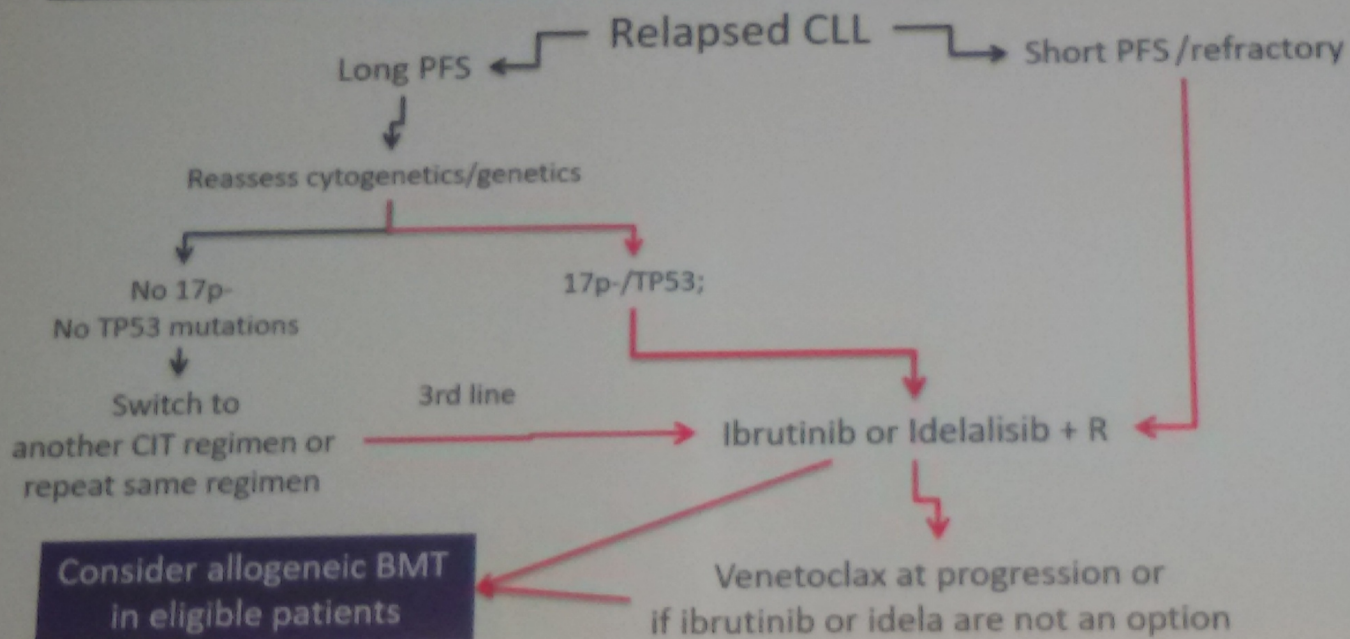 Relapsed CLL
Long PFS
Short PFS/refractory
Reassess cytogenetics/genetics
No 17p-
No TP53 mutations
17p-/TP53;
Switch to
another CIT regimen or
repeat same regimen
3rd line
Ibrutinib or Idelalisib + R
Consider allogeneic BMT
in eligible patients
Venetoclax at progression or
if ibrutinib or idela are not an option